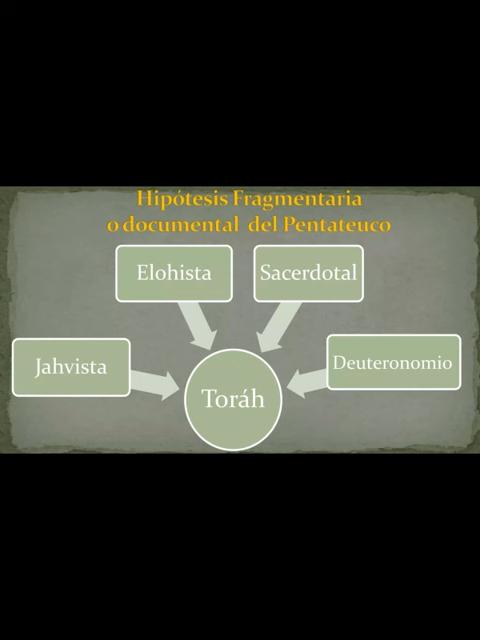 Hipótesis Fragmentaria
o documental del Pentateuco
Elohista
Sacerdotal
Jahvista
Deuteronomio
Toráh